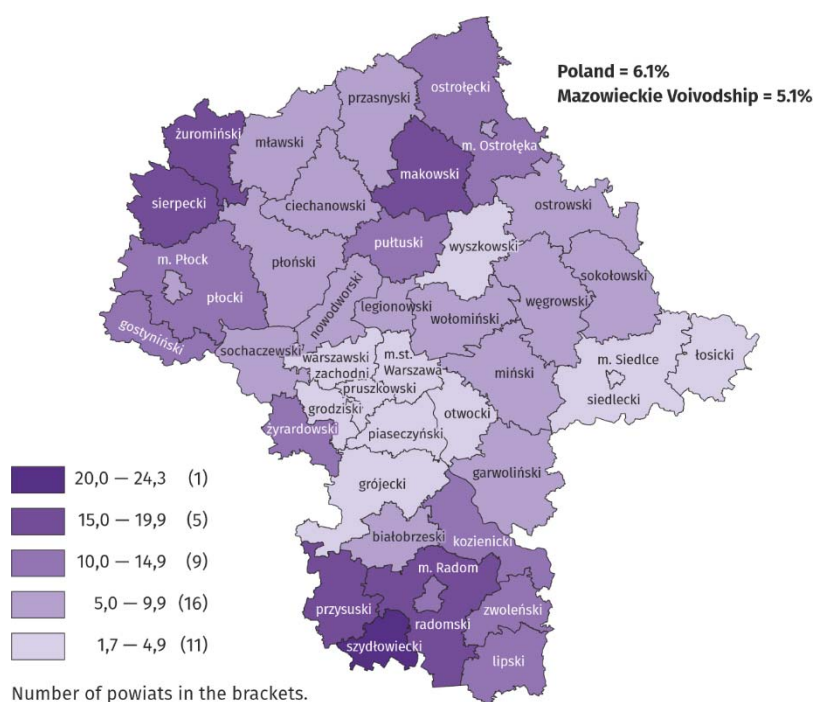 Poland = 6.1%
Mazowieckie Voivodship = 5.1%
ostrołęcki
przasnyski
żuromiński
mławski
m. Ostrołęka
makowski
sierpecki
ciechanowski
ostrowski
pułtuski
wyszkowski
m. Płock
płoński
sokołowski
płocki
nowodworski
legionowski
wołomiński
węgrowski
gostyniński
sochaczewski
warszawski
zachodni
m.st.
Warszawa
m. Siedlce
łosicki
miński
pruszkowski
siedlecki
grodziski
otwocki
żyrardowski
piaseczyński
garwoliński
grójecki
białobrzeski
kozienicki
m. Radom
przysuski
zwoleński
radomski
szydłowiecki
lipski
20,0 — 24,3 (1)
15,0 — 19,9 (5)
10,0 — 14,9 (9)
5,0 — 9,9 (16)
1,7 — 4,9 (11)
Number of powiats in the brackets.